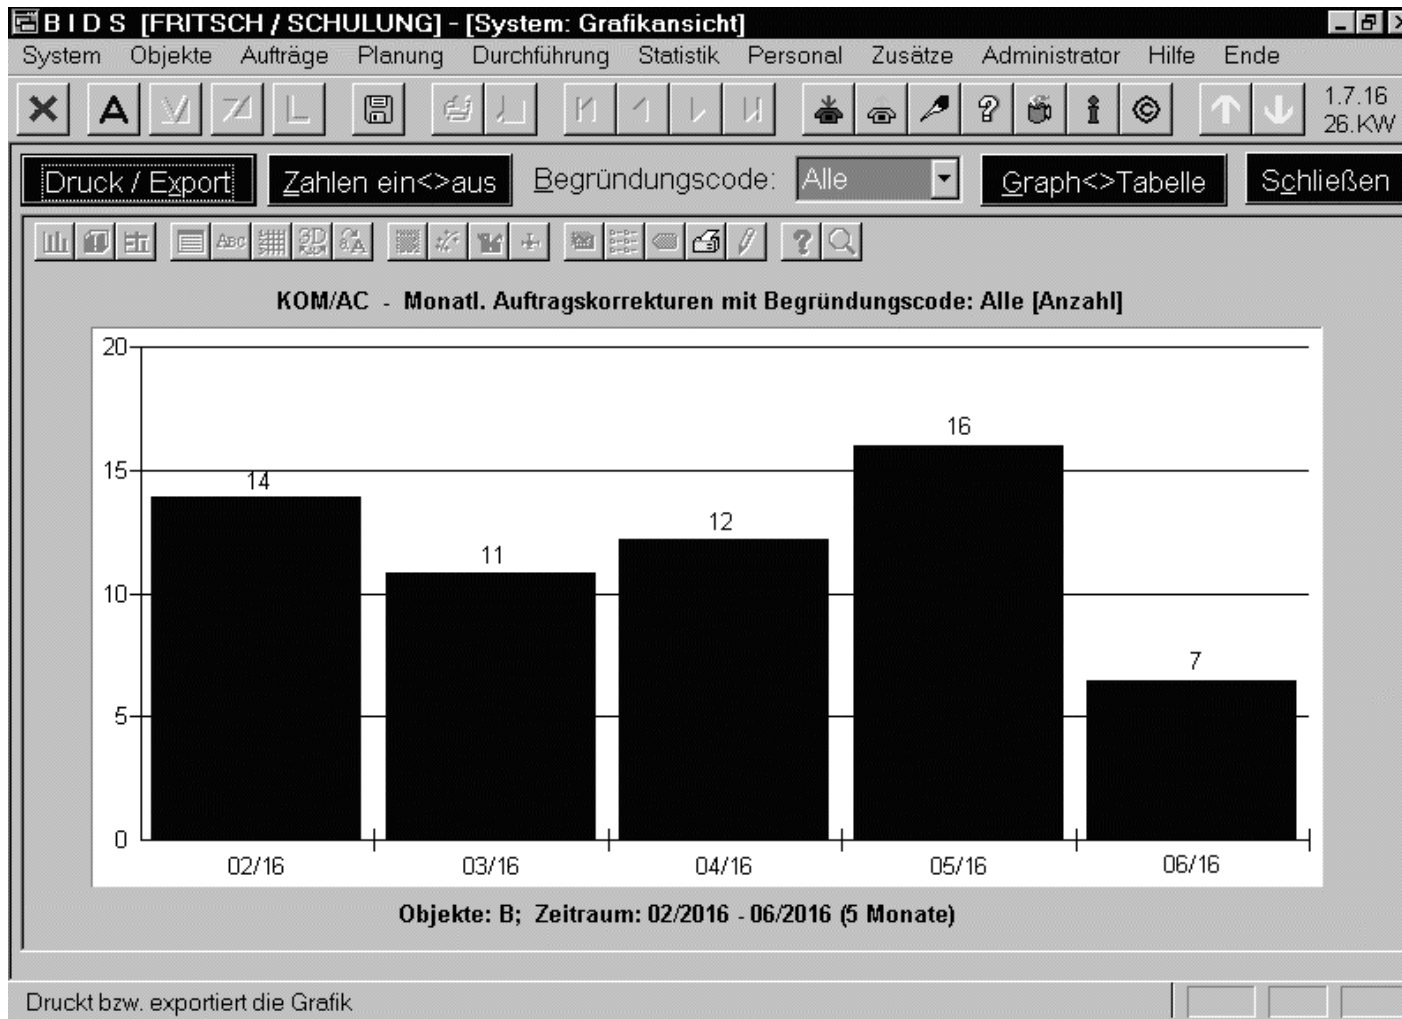 B I D S [FRITSCH / SCHULUNG] - [System: Grafikansicht]
System Objekte Aufträge Planung Durchführung Statistik Personal Zusätze Administrator Hilfe Ende
1.7.16
26.KW
Druck / Export Zahlen ein<>aus Begründungscode: Alle Graph<>Tabelle Schließen
KOM/AC - Monatl. Auftragskorrekturen mit Begründungscode: Alle [Anzahl]
20
16
15
14
12
11
10
7
5
0
02/16 03/16 04/16 05/16 06/16
Objekte: B; Zeitraum: 02/2016 - 06/2016 (5 Monate)
Druckt bzw. exportiert die Grafik